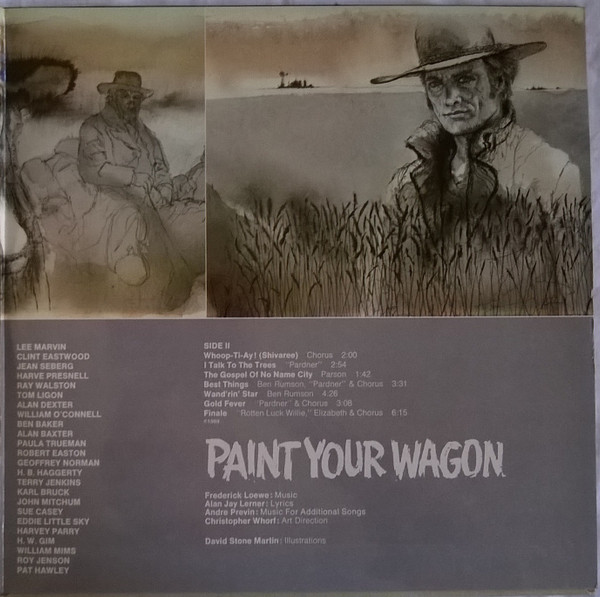 LEE MARVIN
CLINT EASTWOOD
JEAN SEBERG
HARVE PRESNELL
RAY WALSTON
TOM LIGON
ALAN DEXTER
WILLIAM O'CONNELL
BEN BAKER
ALAN BAXTER
PAULA TRUEMAN
ROBERT EASTON
GEOFFREY NORMAN
H. B. HAGGERTY
TERRY JENKINS
KARL BRUCK
JOHN MITCHUM
SUE CASEY
EDDIE LITTLE SKY
HARVEY PARRY
H. W. GIM
WILLIAM MIMS
ROY JENSON
PAT HAWLEY
SIDE II
Whoop-Ti-Ay! (Shivaree) Chorus 2:00
I Talk To The Trees "Pardner" 2:54
The Gospel Of No Name City Parson 1:42
Best Things Ben Rumson, "Pardner" & Chorus 3:31
Wand'rin' Star Ben Rumson 4:26
Gold Fever "Pardner" & Chorus 3:06
Finale "Rotten Luck Willie," Elizabeth & Chorus 6:15
℗1969
PAINT YOUR WAGON
Frederick Loewe: Music
Alan Jay Lerner: Lyrics
Andre Previn: Music For Additional Songs
Christopher Whorf: Art Direction
David Stone Martin: Illustrations